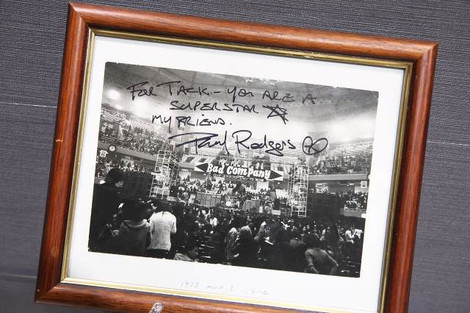 FOR TACK - YOU ARE A
SUPERSTAR
MY FRIEND.
Paul Rodgers
Bad Company